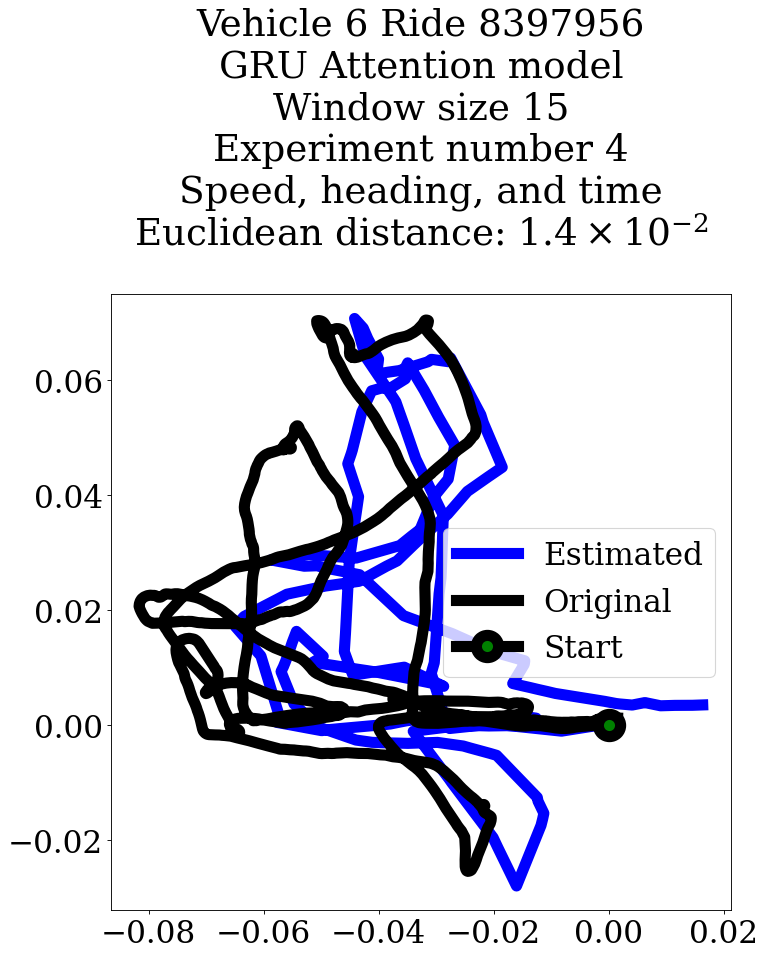 Vehicle 6 Ride 8397956
GRU Attention model
Window size 15
Experiment number 4
Speed, heading, and time
Euclidean distance: 1.4 × 10⁻²
0.06
0.04
0.02
0.00
−0.02
Estimated
Original
Start
−0.08 −0.06 −0.04 −0.02 0.00 0.02